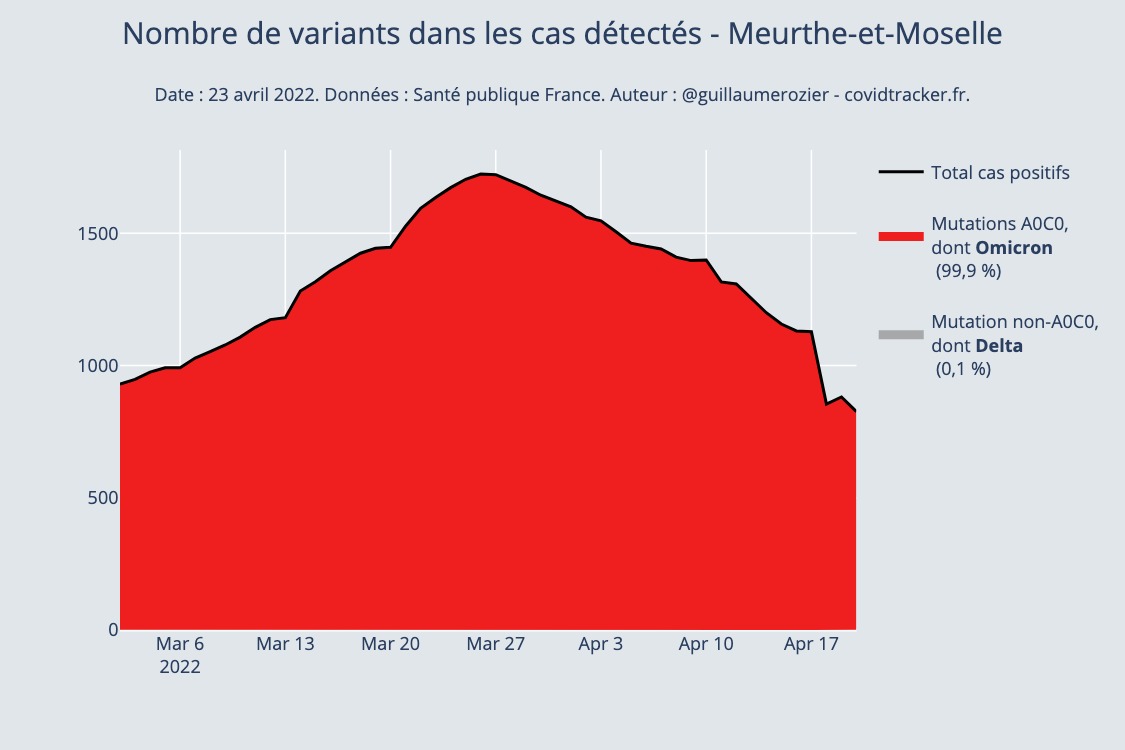 Nombre de variants dans les cas détectés - Meurthe-et-Moselle
Date : 23 avril 2022. Données : Santé publique France. Auteur : @guillaumerozier - covidtracker.fr.
Total cas positifs
Mutations A0C0,
dont Omicron
(99,9 %)
Mutation non-A0C0,
dont Delta
(0,1 %)
1500
1000
500
0
Mar 6
2022
Mar 13
Mar 20
Mar 27
Apr 3
Apr 10
Apr 17